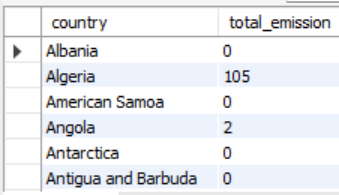 country total_emission
Albania 0
Algeria 105
American Samoa 0
Angola 2
Antarctica 0
Antigua and Barbuda 0